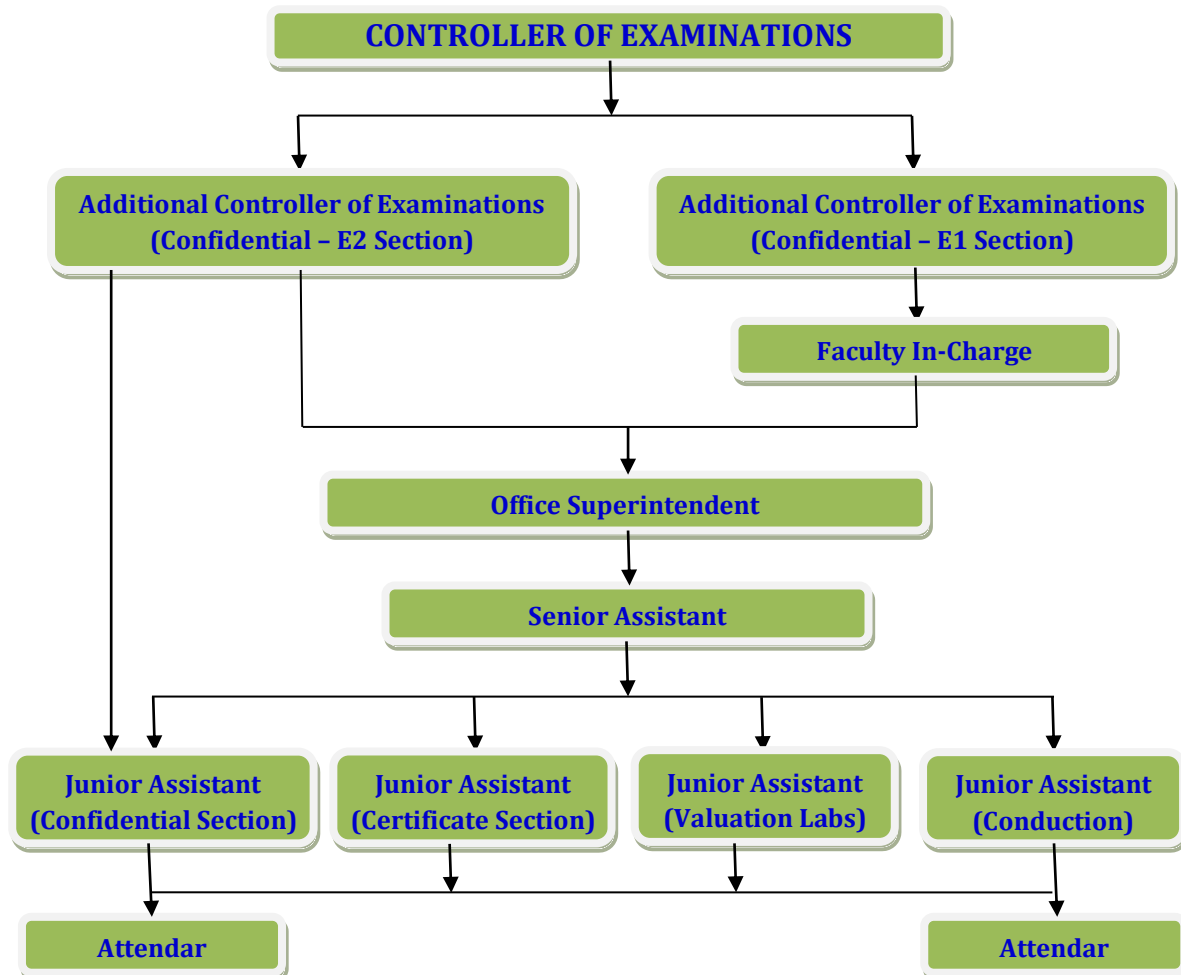 CONTROLLER OF EXAMINATIONS
Additional Controller of Examinations
(Confidential – E2 Section)
Additional Controller of Examinations
(Confidential – E1 Section)
Faculty In-Charge
Office Superintendent
Senior Assistant
Junior Assistant
(Confidential Section)
Junior Assistant
(Certificate Section)
Junior Assistant
(Valuation Labs)
Junior Assistant
(Conduction)
Attendar
Attendar